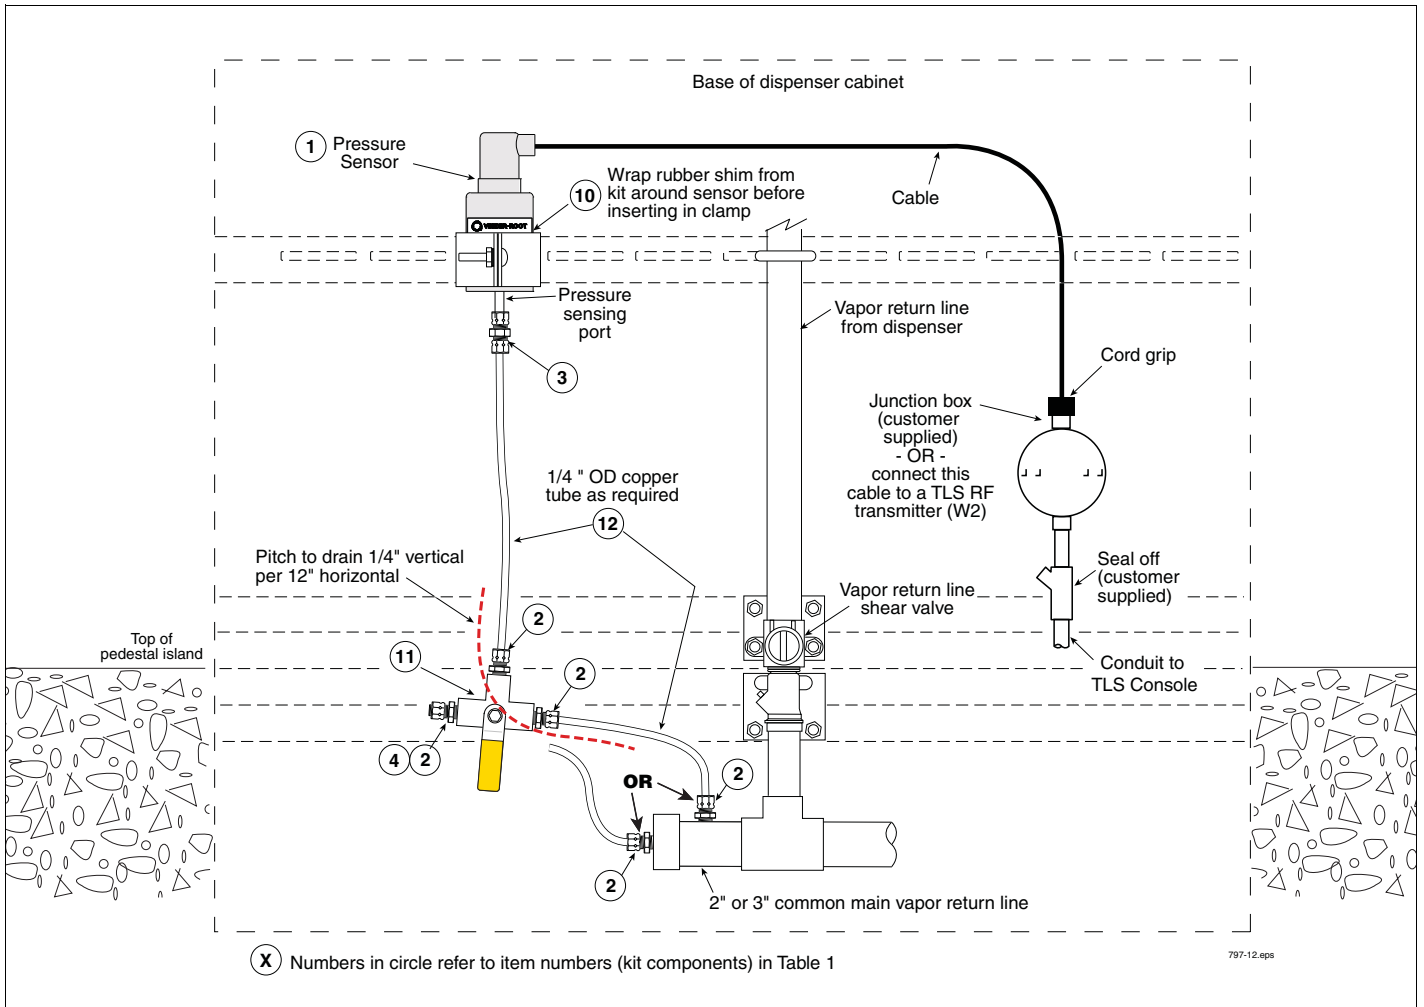 Base of dispenser cabinet
1 Pressure
Sensor
10 Wrap rubber shim from
kit around sensor before
inserting in clamp
Cable
VEEDER-ROOT
Pressure
sensing
port
Vapor return line
from dispenser
3
Cord grip
Junction box
(customer
supplied)
- OR -
connect this
cable to a TLS RF
transmitter (W2)
1/4 " OD copper
tube as required
12
Pitch to drain 1/4" vertical
per 12" horizontal
Seal off
(customer
supplied)
Vapor return line
shear valve
2
Top of
pedestal island
11
2
Conduit to
TLS Console
4 2
OR
2
2
2" or 3" common main vapor return line
X Numbers in circle refer to item numbers (kit components) in Table 1
797-12.eps